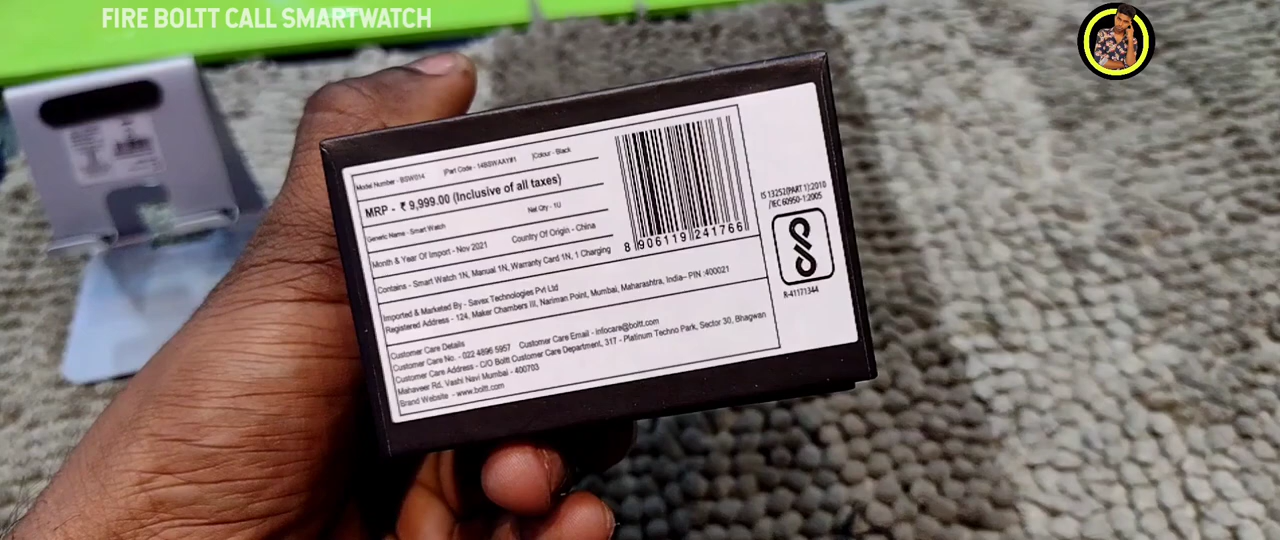 FIRE BOLTT CALL SMARTWATCH
Model Number - BSW014 |Part Code - 14BSWAAY#1 |Colour - Black
MRP - ₹ 9,999.00 (Inclusive of all taxes)
Generic Name - Smart Watch Net Qty - 1U
Month & Year Of Import - Nov 2021 Country Of Origin - China
Contains - Smart Watch 1N, Manual 1N, Warranty Card 1N, 1 Charging
Imported & Marketed By - Savex Technologies Pvt Ltd
Registered Address - 124, Maker Chambers III, Nariman Point, Mumbai, Maharashtra, India– PIN :400021
Customer Care Details
Customer Care No. - 022 4896 5957 Customer Care Email - infocare@boltt.com
Customer Care Address - C/O Boltt Customer Care Department, 317 - Platinum Techno Park, Sector 30, Bhagwan
Mahaveer Rd, Vashi Navi Mumbai - 400703
Brand Website - www.boltt.com
8 906119 241766
IS 13252(PART 1):2010
/IEC 60950-1:2005
R-41171344